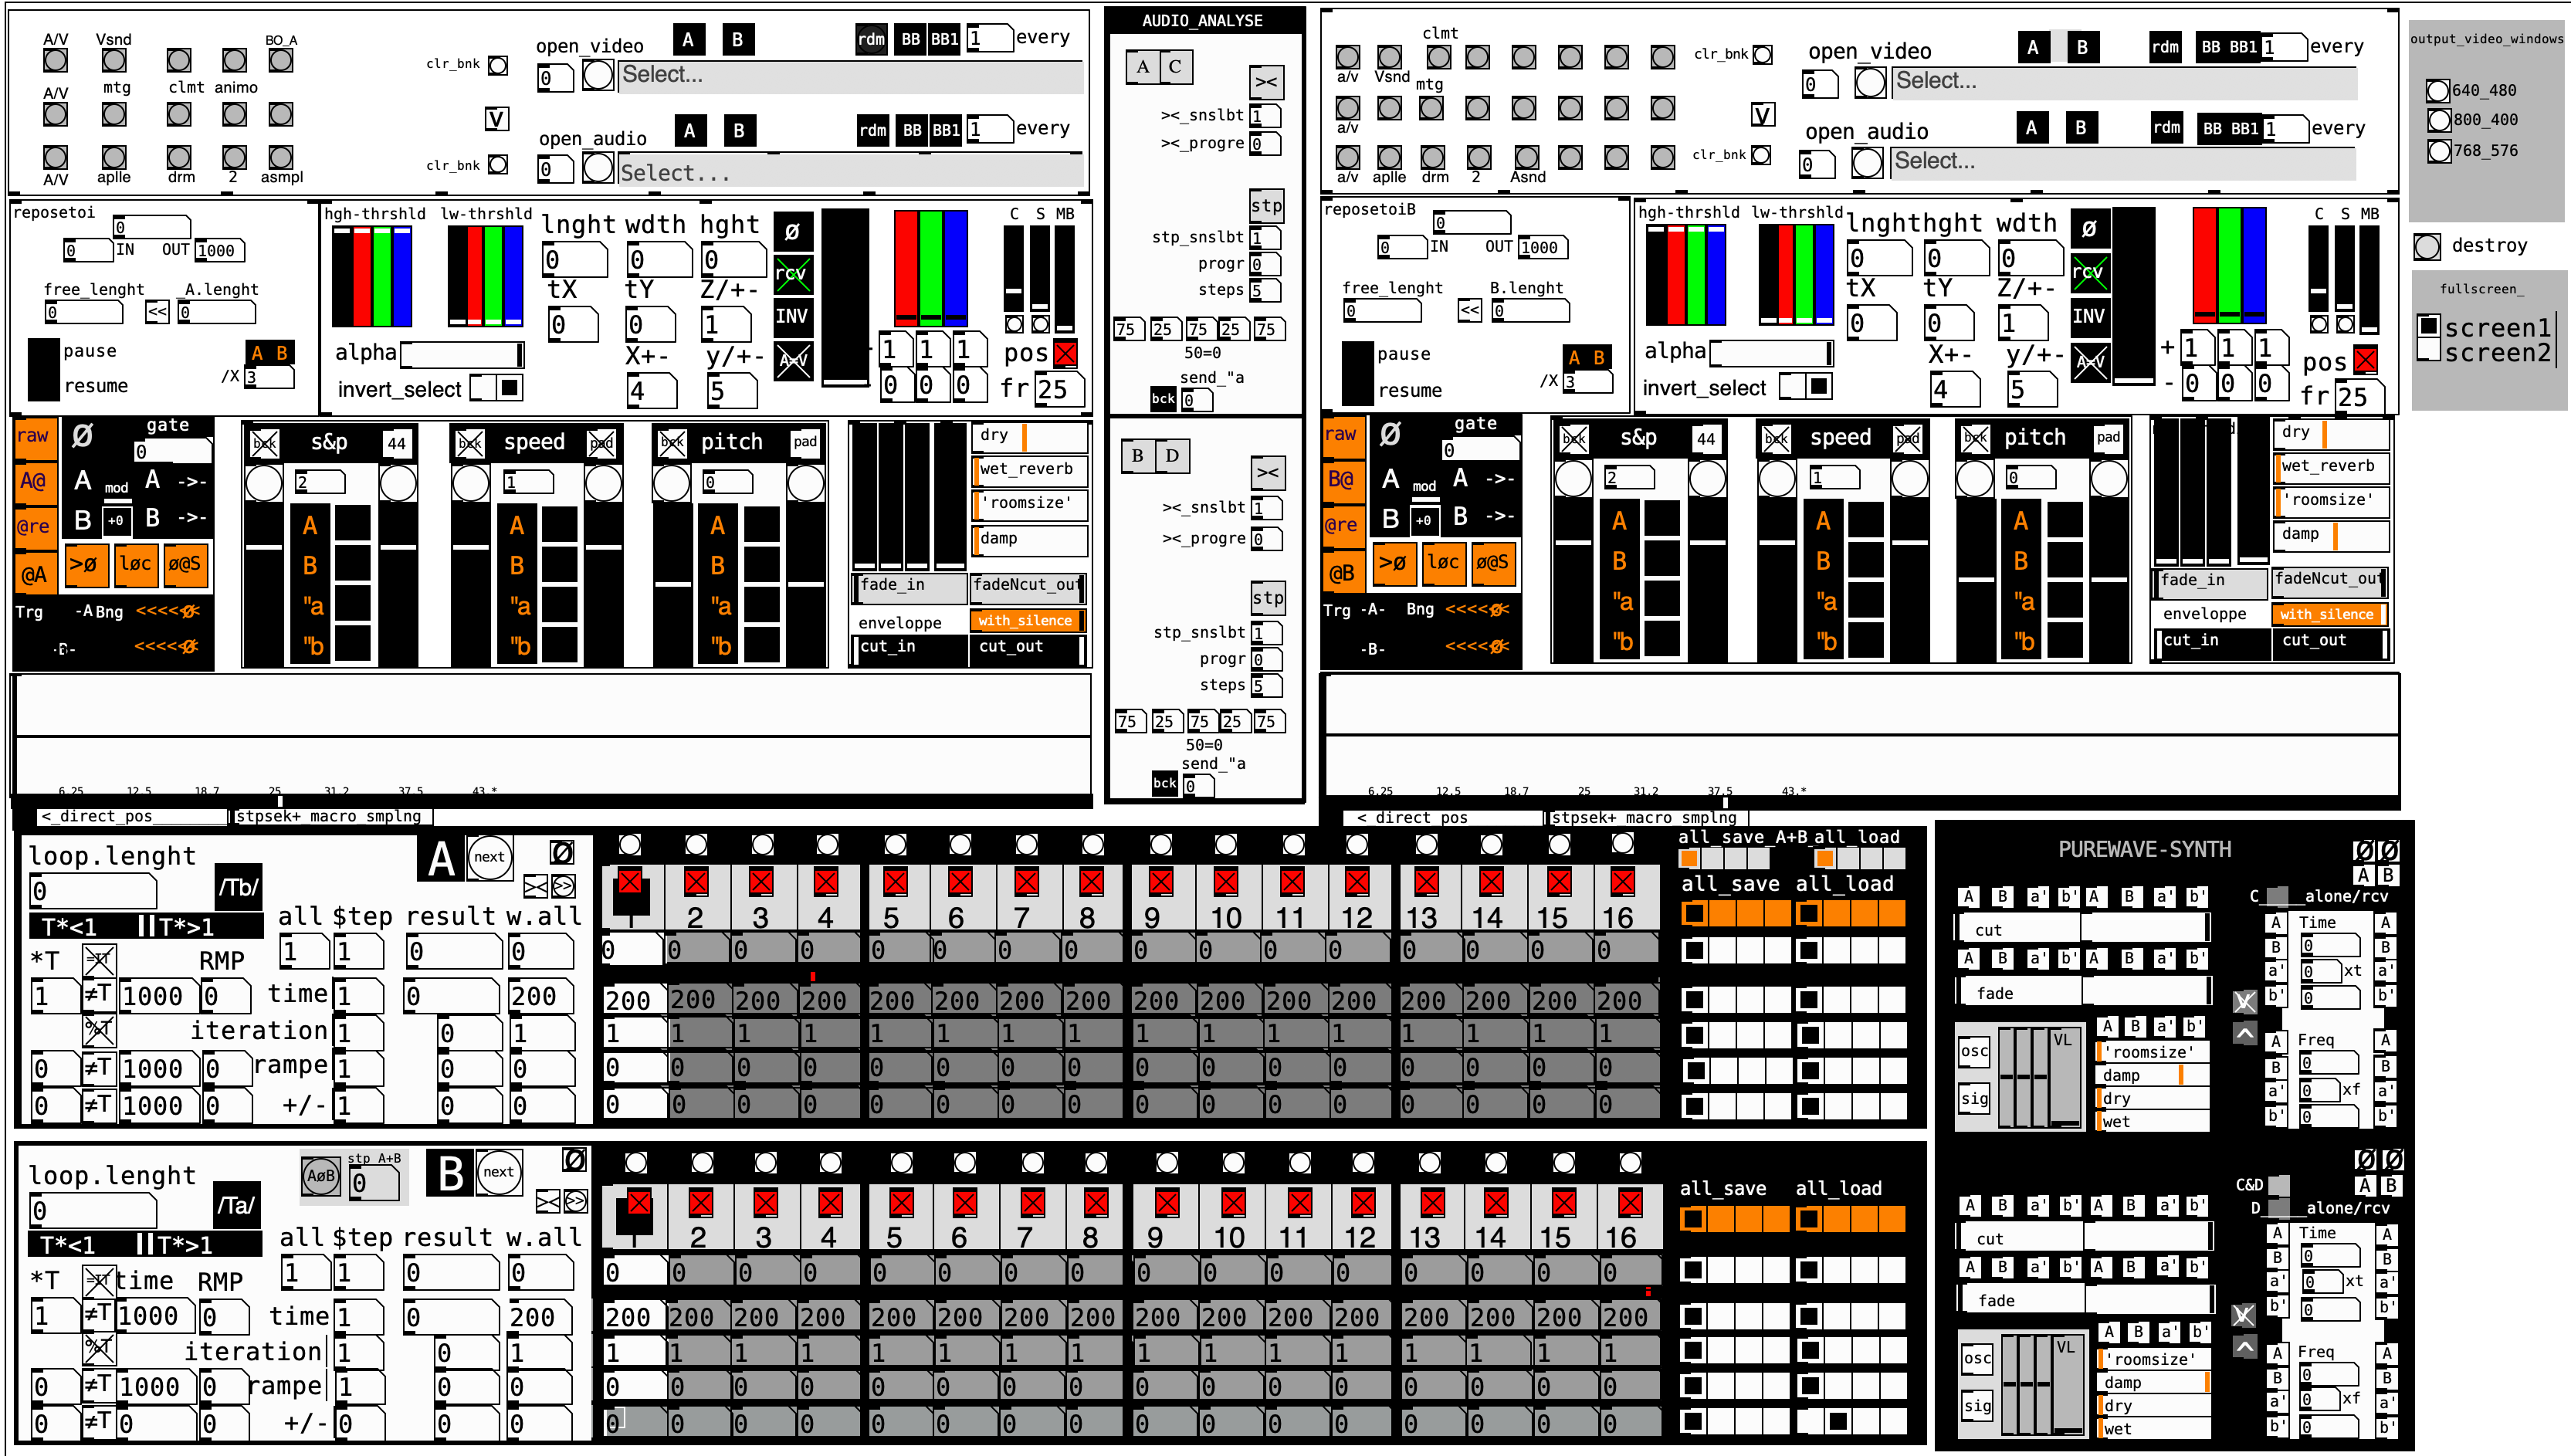 A/V Vsnd BO_A
mtg clmt animo
A/V
A/V aplle drm 2 asmpl
clr_bnk
V
clr_bnk
open_video A B rdm BB BB1 1 every
0 Select...
open_audio A B rdm BB BB1 1 every
0 Select...
AUDIO_ANALYSE
A C
><
><_snslbt 1
><_progre 0
stp
stp_snslbt 1
progr 0
steps 5
75 25 75 25 75
50=0
send_"a
bck 0
B D
><
><_snslbt 1
><_progre 0
stp
stp_snslbt 1
progr 0
steps 5
75 25 75 25 75
50=0
send_"a
bck 0
clmt
a/v Vsnd mtg
a/v
a/v aplle drm 2 Asnd
clr_bnk
V
clr_bnk
open_video A B rdm BB BB1 1 every
0 Select...
open_audio A B rdm BB BB1 1 every
0 Select...
output_video_windows
640_480
800_400
768_576
destroy
fullscreen_
screen1
screen2
reposetoi
0
0 IN OUT 1000
free_lenght _A.lenght
0 << 0
pause A B
resume /X 3
hgh-thrshld lw-thrshld
alpha
invert_select
lnght wdth hght
0 0 0
tX tY Z/+-
0 0 1
X+- y/+-
4 5
Ø
rcv
INV
A=V
1 1 1
0 0 0
C S MB
pos
fr 25
reposetoiB
0
0 IN OUT 1000
free_lenght B.lenght
0 << 0
pause A B
resume /X 3
hgh-thrshld lw-thrshld
alpha
invert_select
lnght hght wdth
0 0 0
tX tY Z/+-
0 0 1
X+- y/+-
4 5
Ø
rcv
INV
A=V
+ 1 1 1
- 0 0 0
C S MB
pos
fr 25
raw Ø gate
0
A@ A mod A ->-
@re B +0 B ->-
@A >Ø løc ø@S
Trg -A Bng <<<<<Ø
-B- <<<<<Ø
bck s&p 44
2
A
B
"a
"b
bck speed pad
1
A
B
"a
"b
bck pitch pad
0
A
B
"a
"b
dry
wet_reverb
'roomsize'
damp
fade_in fadeNcut_out
enveloppe with_silence
cut_in cut_out
raw Ø gate
0
B@ A mod A ->-
@re B +0 B ->-
@B >Ø løc ø@S
Trg -A- Bng <<<<Ø
-B- <<<<Ø
bck s&p 44
2
A
B
"a
"b
bck speed pad
1
A
B
"a
"b
bck pitch pad
0
A
B
"a
"b
dry
wet_reverb
'roomsize'
damp
fade_in fadeNcut_out
enveloppe with_silence
cut_in cut_out
6.25 12.5 18.7 25 31.2 37.5 43.*
<_direct_pos stpsek+ macro smplng
6.25 12.5 18.7 25 31.2 37.5 43.*
< direct pos stpsek+ macro smplng
loop.lenght A next Ø
0 /Tb/ >< >>
T*<1 ||T*>1 all $tep result w.all
1 1 0 0
*T =IT RMP
1 ≠T 1000 0 time 1 0 200
%T iteration 1 0 1
0 ≠T 1000 0 rampe 1 0 0
0 ≠T 1000 0 +/- 1 0 0
1 2 3 4 5 6 7 8 9 10 11 12 13 14 15 16
0 0 0 0 0 0 0 0 0 0 0 0 0 0 0 0
200 200 200 200 200 200 200 200 200 200 200 200 200 200 200 200
1 1 1 1 1 1 1 1 1 1 1 1 1 1 1 1
0 0 0 0 0 0 0 0 0 0 0 0 0 0 0 0
0 0 0 0 0 0 0 0 0 0 0 0 0 0 0 0
all_save_A+B all_load
all_save all_load
loop.lenght AøB stp A+B B next Ø
0 /Ta/ 0 >< >>
T*<1 ||T*>1 all $tep result w.all
1 1 0 0
*T =IT time RMP
1 ≠T 1000 0 time 1 0 200
%T iteration 1 0 1
0 ≠T 1000 0 rampe 1 0 0
0 ≠T 0 0 +/- 0 0 0
1 2 3 4 5 6 7 8 9 10 11 12 13 14 15 16
0 0 0 0 0 0 0 0 0 0 0 0 0 0 0 0
200 200 200 200 200 200 200 200 200 200 200 200 200 200 200 200
1 1 1 1 1 1 1 1 1 1 1 1 1 1 1 1
0 0 0 0 0 0 0 0 0 0 0 0 0 0 0 0
0 0 0 0 0 0 0 0 0 0 0 0 0 0 0 0
all_save all_load
PUREWAVE-SYNTH ØØ
A B
A B a' b' A B a' b' C alone/rcv
cut
A B a' b' A B a' b'
fade
A B a' b'
osc VL 'roomsize'
damp
sig dry
wet
V
^
A Time A
B 0 B
a' 0 xt a'
b' 0 b'
A Freq A
B 0 B
a' 0 xf a'
b' 0 b'
ØØ
C&D A B
D alone/rcv
A B a' b' A B a' b'
cut
A B a' b' A B a' b'
fade
A B a' b'
osc VL 'roomsize'
damp
sig dry
wet
V
^
A Time A
B 0 B
a' 0 xt a'
b' 0 b'
A Freq A
B 0 B
a' 0 xf a'
b' 0 b'